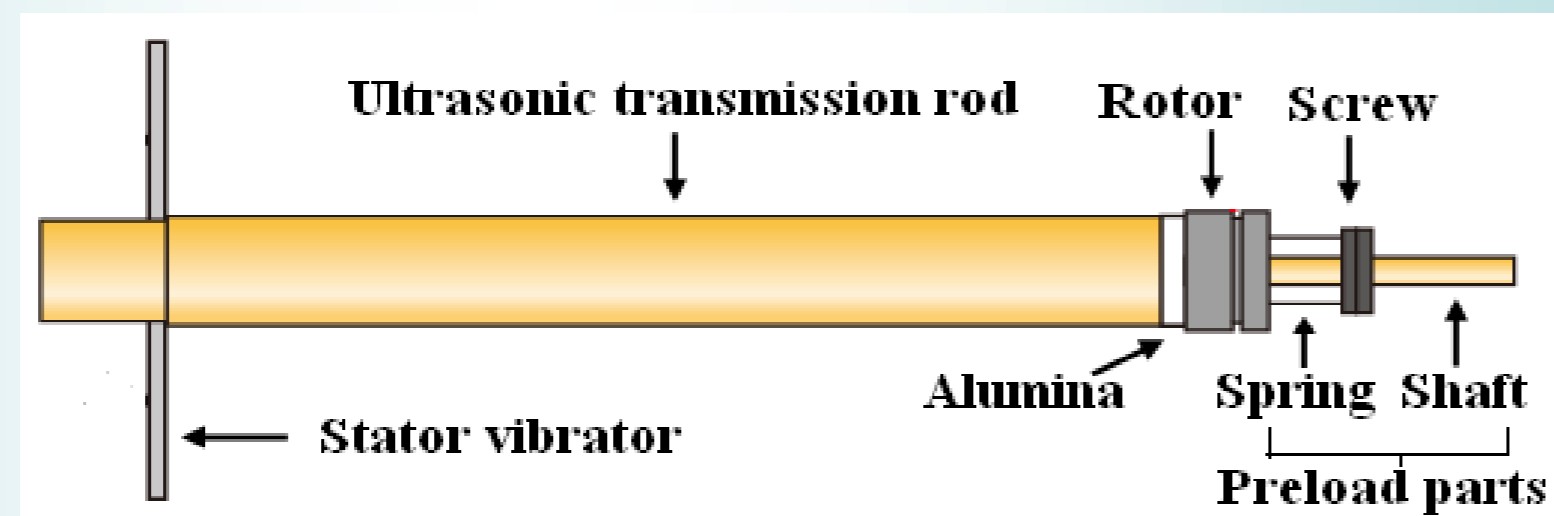 Ultrasonic transmission rod
Rotor
Screw
Alumina
Spring
Shaft
Stator vibrator
Preload parts